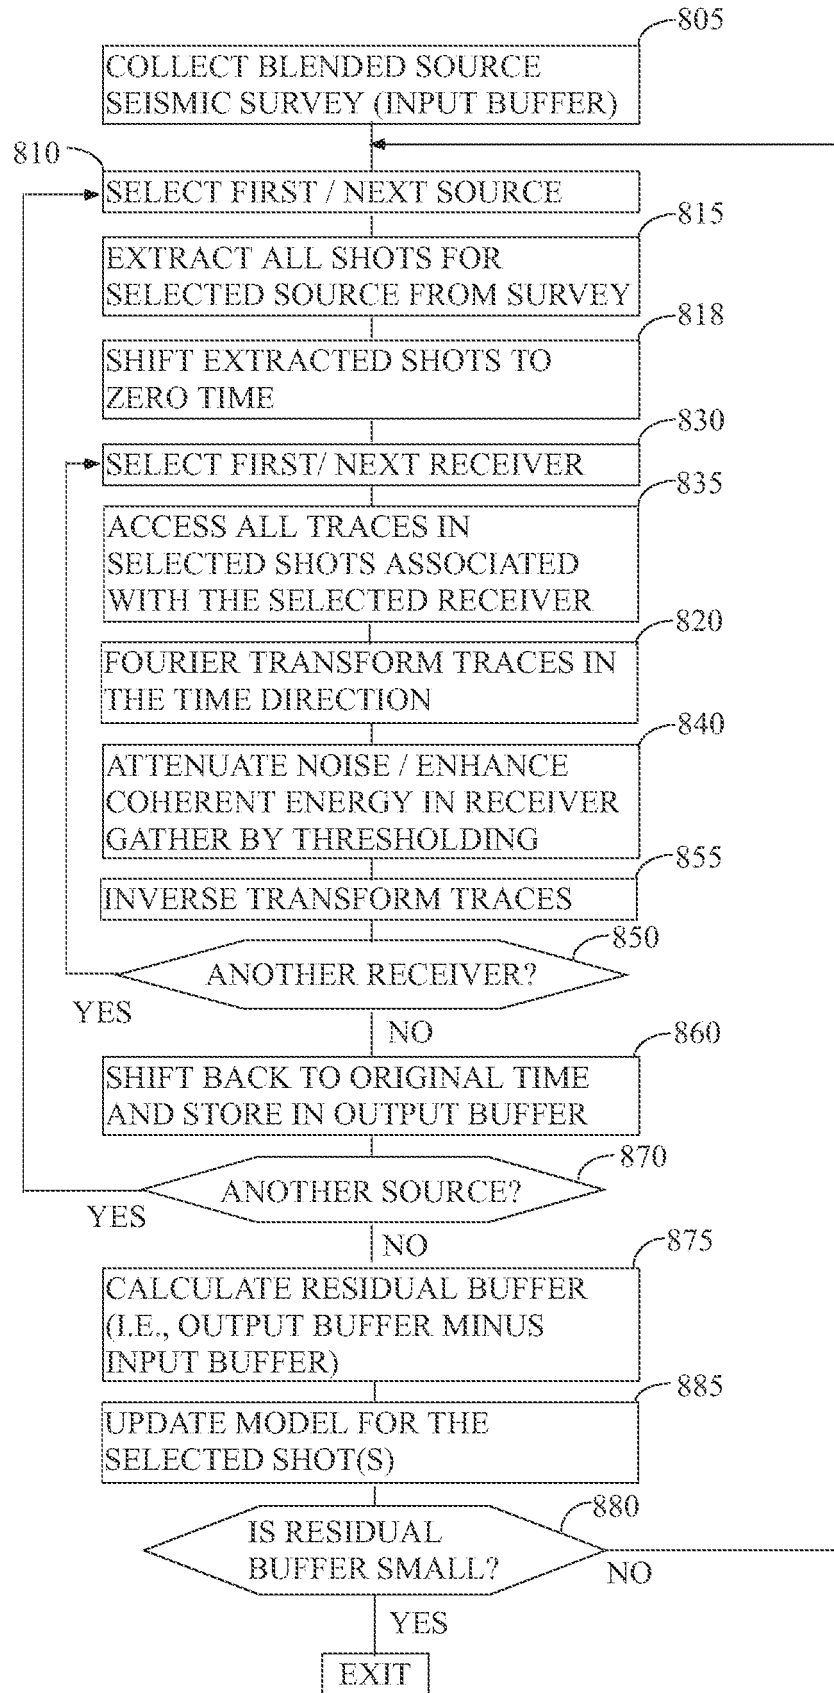 805
COLLECT BLENDED SOURCE
SEISMIC SURVEY (INPUT BUFFER)
810
SELECT FIRST / NEXT SOURCE
815
EXTRACT ALL SHOTS FOR
SELECTED SOURCE FROM SURVEY
818
SHIFT EXTRACTED SHOTS TO
ZERO TIME
830
SELECT FIRST/ NEXT RECEIVER
835
ACCESS ALL TRACES IN
SELECTED SHOTS ASSOCIATED
WITH THE SELECTED RECEIVER
820
FOURIER TRANSFORM TRACES IN
THE TIME DIRECTION
840
ATTENUATE NOISE / ENHANCE
COHERENT ENERGY IN RECEIVER
GATHER BY THRESHOLDING
855
INVERSE TRANSFORM TRACES
850
ANOTHER RECEIVER?
YES
NO
860
SHIFT BACK TO ORIGINAL TIME
AND STORE IN OUTPUT BUFFER
870
ANOTHER SOURCE?
YES
NO
875
CALCULATE RESIDUAL BUFFER
(I.E., OUTPUT BUFFER MINUS
INPUT BUFFER)
885
UPDATE MODEL FOR THE
SELECTED SHOT(S)
880
IS RESIDUAL
BUFFER SMALL?
NO
YES
EXIT